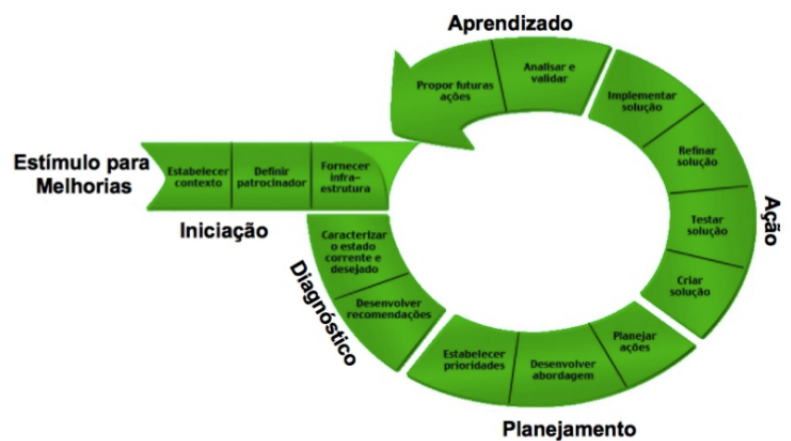 Estímulo para
Melhorias
Estabelecer
contexto
Definir
patrocinador
Fornecer
infra-
estrutura
Iniciação
Caracterizar
o estado
corrente e
desejado
Desenvolver
recomendações
Diagnóstico
Estabelecer
prioridades
Desenvolver
abordagem
Planejar
ações
Planejamento
Criar
solução
Testar
solução
Refinar
solução
Implementar
solução
Ação
Analisar e
validar
Propor futuras
ações
Aprendizado